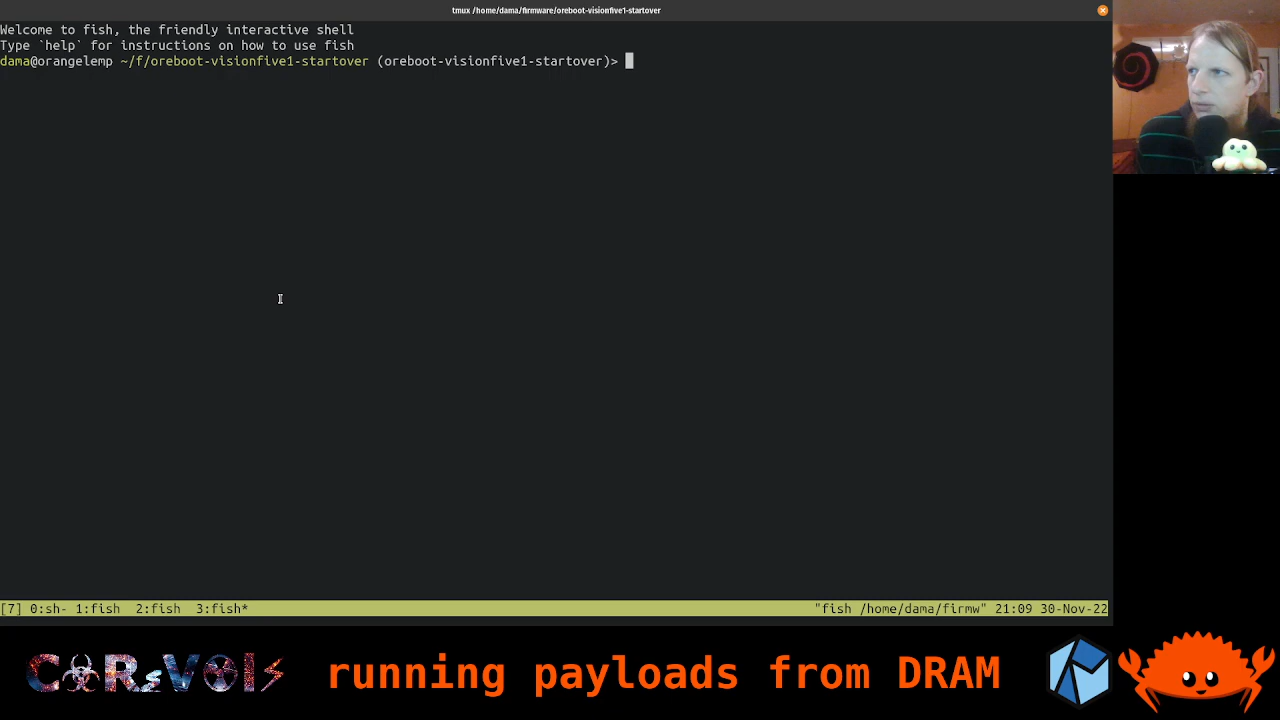 tmux /home/dama/firmware/oreboot-visionfive1-startover
Welcome to fish, the friendly interactive shell
Type `help` for instructions on how to use fish
dama@orangelemp ~/f/oreboot-visionfive1-startover (oreboot-visionfive1-startover)>
[7] 0:sh- 1:fish  2:fish  3:fish* "fish /home/dama/firmw" 21:09 30-Nov-22
running payloads from DRAM